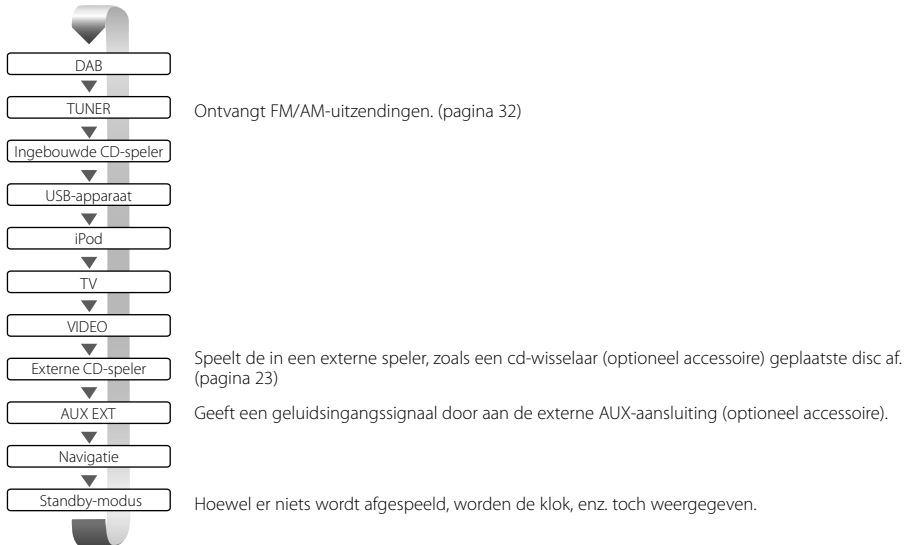 DAB
TUNER
Ontvangt FM/AM-uitzendingen. (pagina 32)
Ingebouwde CD-speler
USB-apparaat
iPod
TV
VIDEO
Externe CD-speler
Speelt de in een externe speler, zoals een cd-wisselaar (optioneel accessoire) geplaatste disc af.
(pagina 23)
AUX EXT
Geeft een geluidsingangssignaal door aan de externe AUX-aansluiting (optioneel accessoire).
Navigatie
Standby-modus
Hoewel er niets wordt afgespeeld, worden de klok, enz. toch weergegeven.